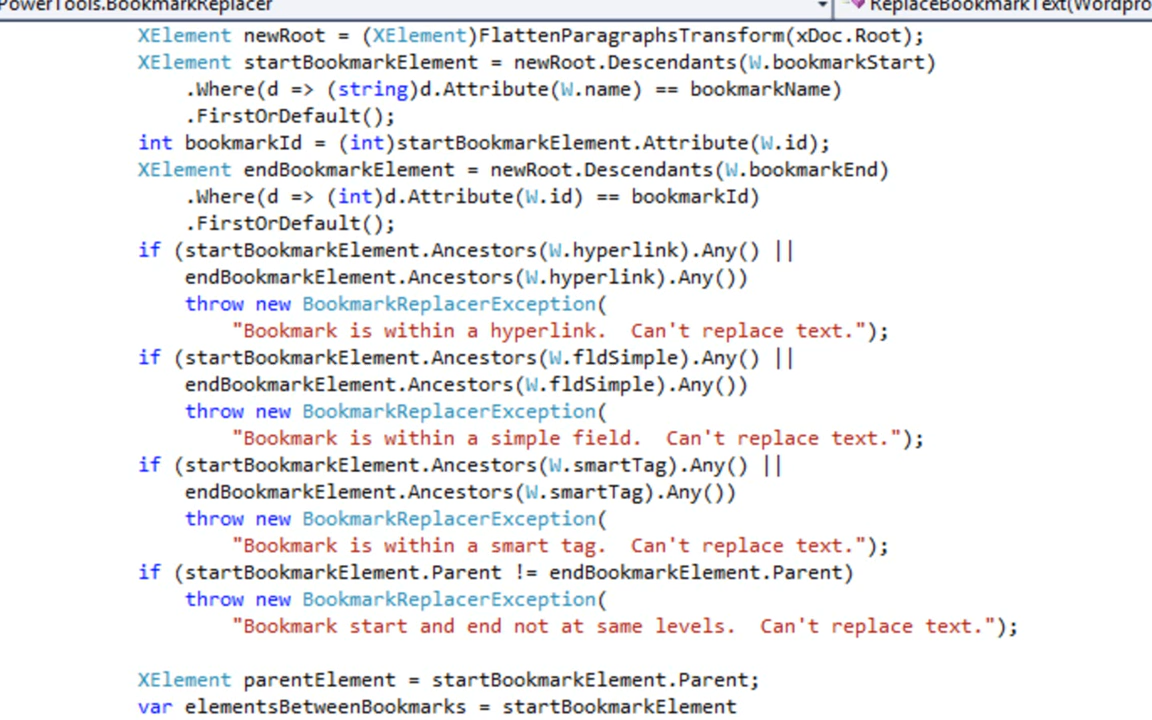 PowerTools.BookmarkReplacer
ReplaceBookmarkText(Wordpro
XElement newRoot = (XElement)FlattenParagraphsTransform(xDoc.Root);
XElement startBookmarkElement = newRoot.Descendants(W.bookmarkStart)
.Where(d => (string)d.Attribute(W.name) == bookmarkName)
.FirstOrDefault();
int bookmarkId = (int)startBookmarkElement.Attribute(W.id);
XElement endBookmarkElement = newRoot.Descendants(W.bookmarkEnd)
.Where(d => (int)d.Attribute(W.id) == bookmarkId)
.FirstOrDefault();
if (startBookmarkElement.Ancestors(W.hyperlink).Any() ||
endBookmarkElement.Ancestors(W.hyperlink).Any())
throw new BookmarkReplacerException(
"Bookmark is within a hyperlink.  Can't replace text.");
if (startBookmarkElement.Ancestors(W.fldSimple).Any() ||
endBookmarkElement.Ancestors(W.fldSimple).Any())
throw new BookmarkReplacerException(
"Bookmark is within a simple field.  Can't replace text.");
if (startBookmarkElement.Ancestors(W.smartTag).Any() ||
endBookmarkElement.Ancestors(W.smartTag).Any())
throw new BookmarkReplacerException(
"Bookmark is within a smart tag.  Can't replace text.");
if (startBookmarkElement.Parent != endBookmarkElement.Parent)
throw new BookmarkReplacerException(
"Bookmark start and end not at same levels.  Can't replace text.");
XElement parentElement = startBookmarkElement.Parent;
var elementsBetweenBookmarks = startBookmarkElement